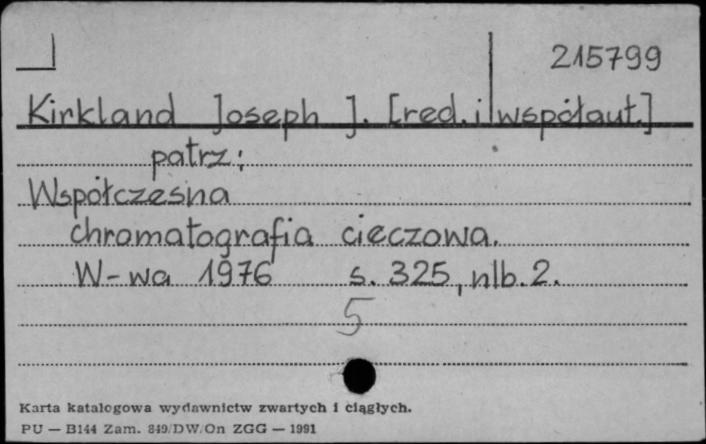 215799
Kirkland Joseph J. [red. i współaut.]
patrz:
Współczesna
chromatografia cieczowa.
W-wa 1976 s. 325, nlb. 2.
5
Karta katalogowa wydawnictw zwartych i ciągłych.
PU — B144 Zam. 849/DW/On ZGG — 1991